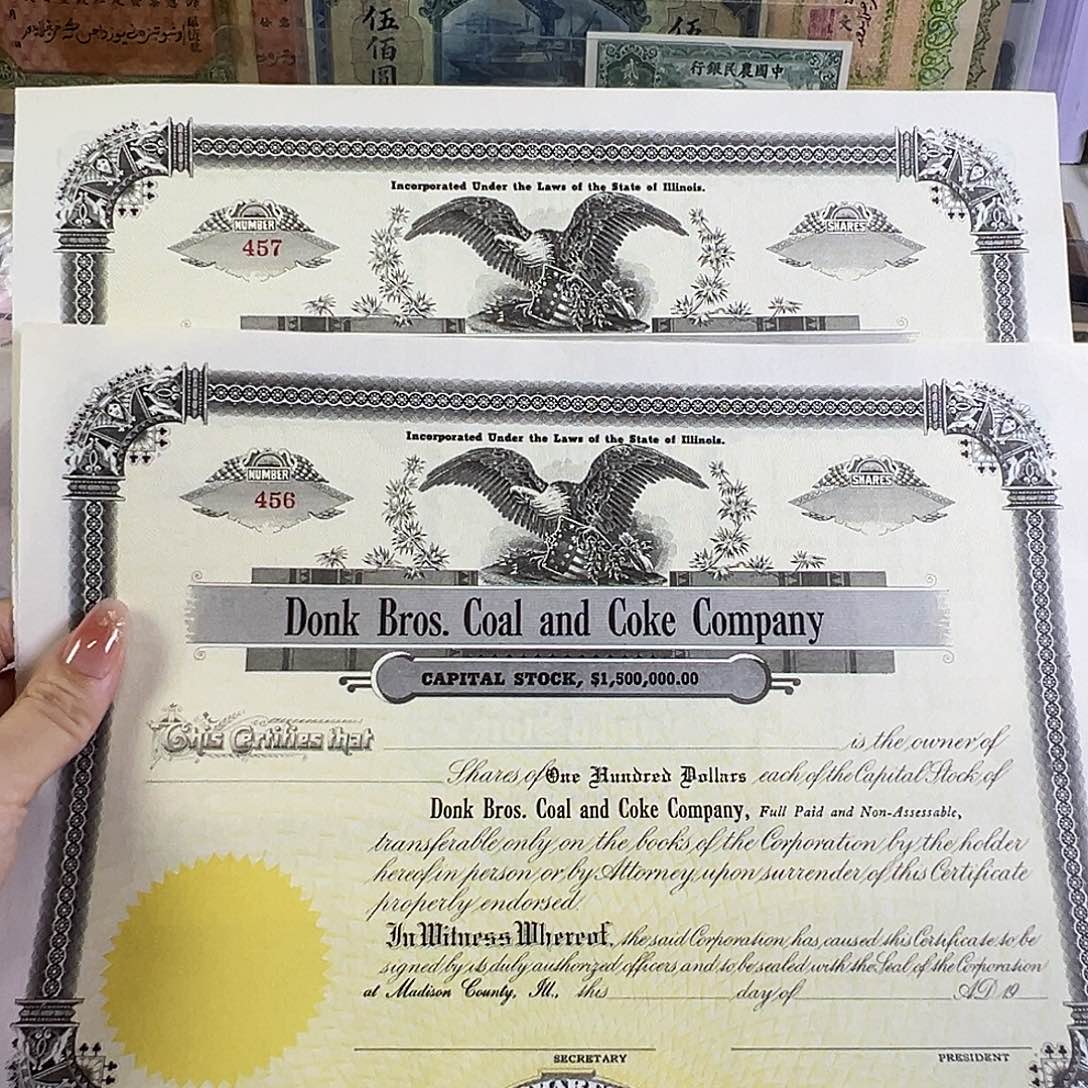 伍佰圓
伍
行銀民農國中
文
Incorporated Under the Laws of the State of Illinois.
NUMBER
457
SHARES
Incorporated Under the Laws of the State of Illinois.
NUMBER
456
SHARES
Donk Bros. Coal and Coke Company
CAPITAL STOCK, $1,500,000.00
This Certifies that is the owner of
Shares of One Hundred Dollars each of the Capital Stock of
Donk Bros. Coal and Coke Company, Full Paid and Non-Assessable,
transferable only on the books of the Corporation by the holder
hereof in person or by Attorney upon surrender of this Certificate
properly endorsed.
In Witness Whereof, the said Corporation has caused this Certificate to be
signed by its duly authorized officers and to be sealed with the Seal of the Corporation
at Madison County, Ill., this day of A.D. 19
SECRETARY PRESIDENT
SHARES